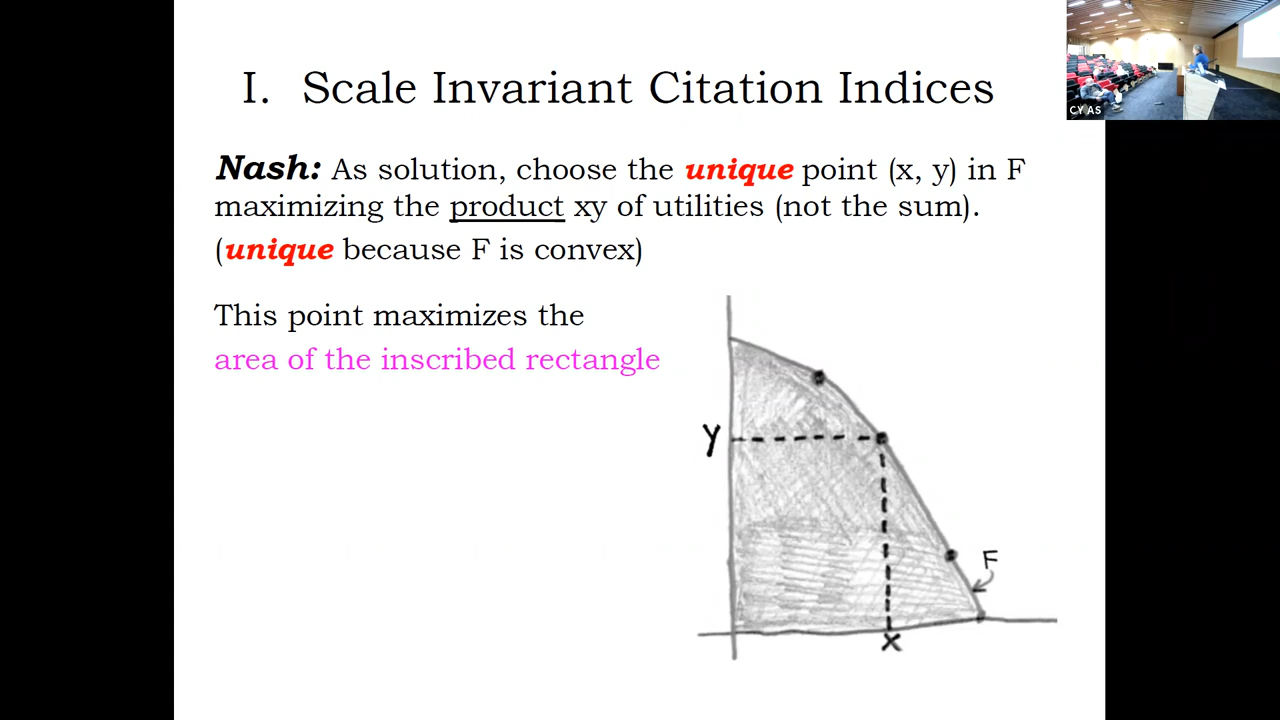 I. Scale Invariant Citation Indices
CY AS
Nash: As solution, choose the unique point (x, y) in F
maximizing the product xy of utilities (not the sum).
(unique because F is convex)
This point maximizes the
area of the inscribed rectangle
y
F
x